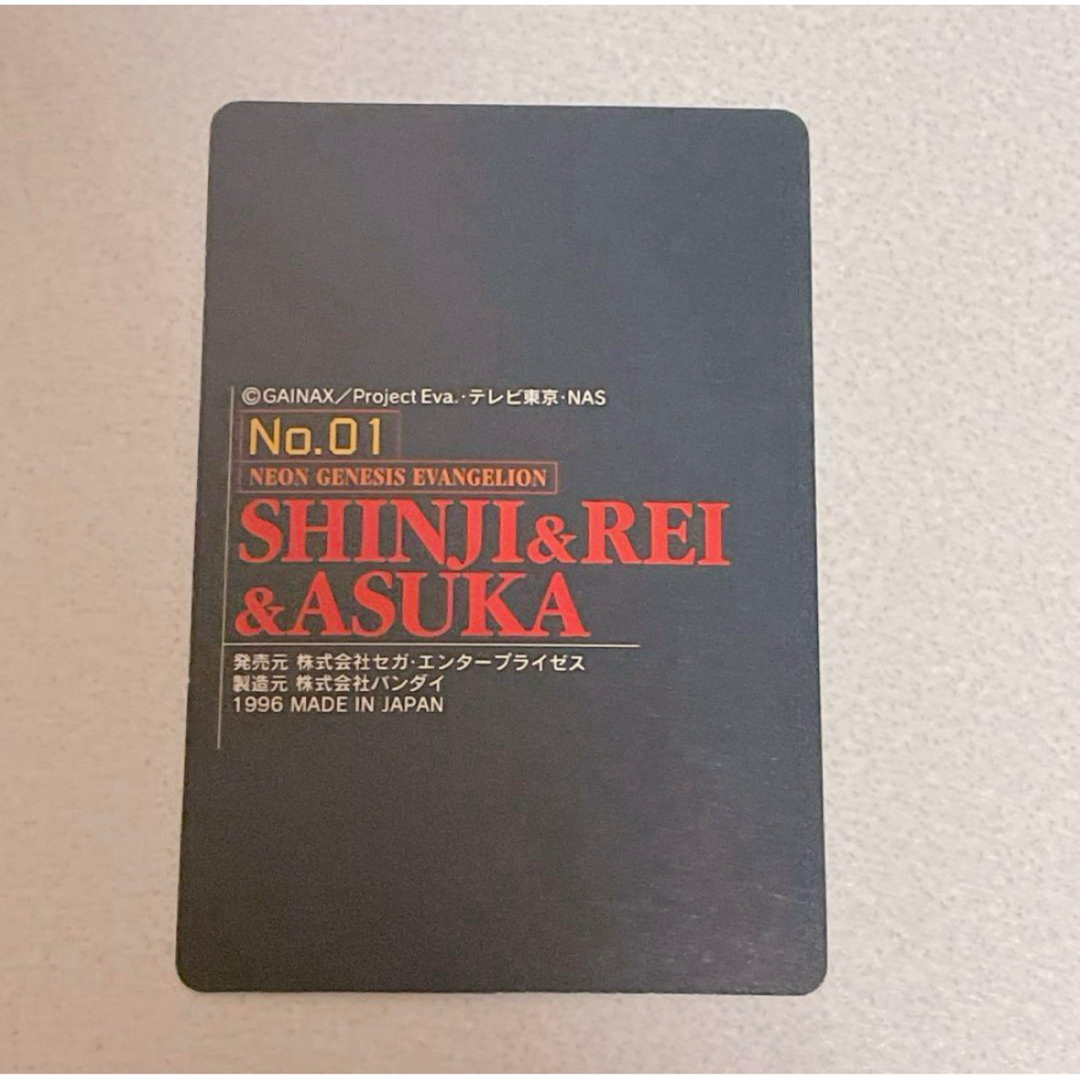 ©GAINAX／Project Eva.・テレビ東京・NAS
No.01
NEON GENESIS EVANGELION
SHINJI&REI
&ASUKA
発売元 株式会社セガ・エンタープライゼス
製造元 株式会社バンダイ
1996 MADE IN JAPAN